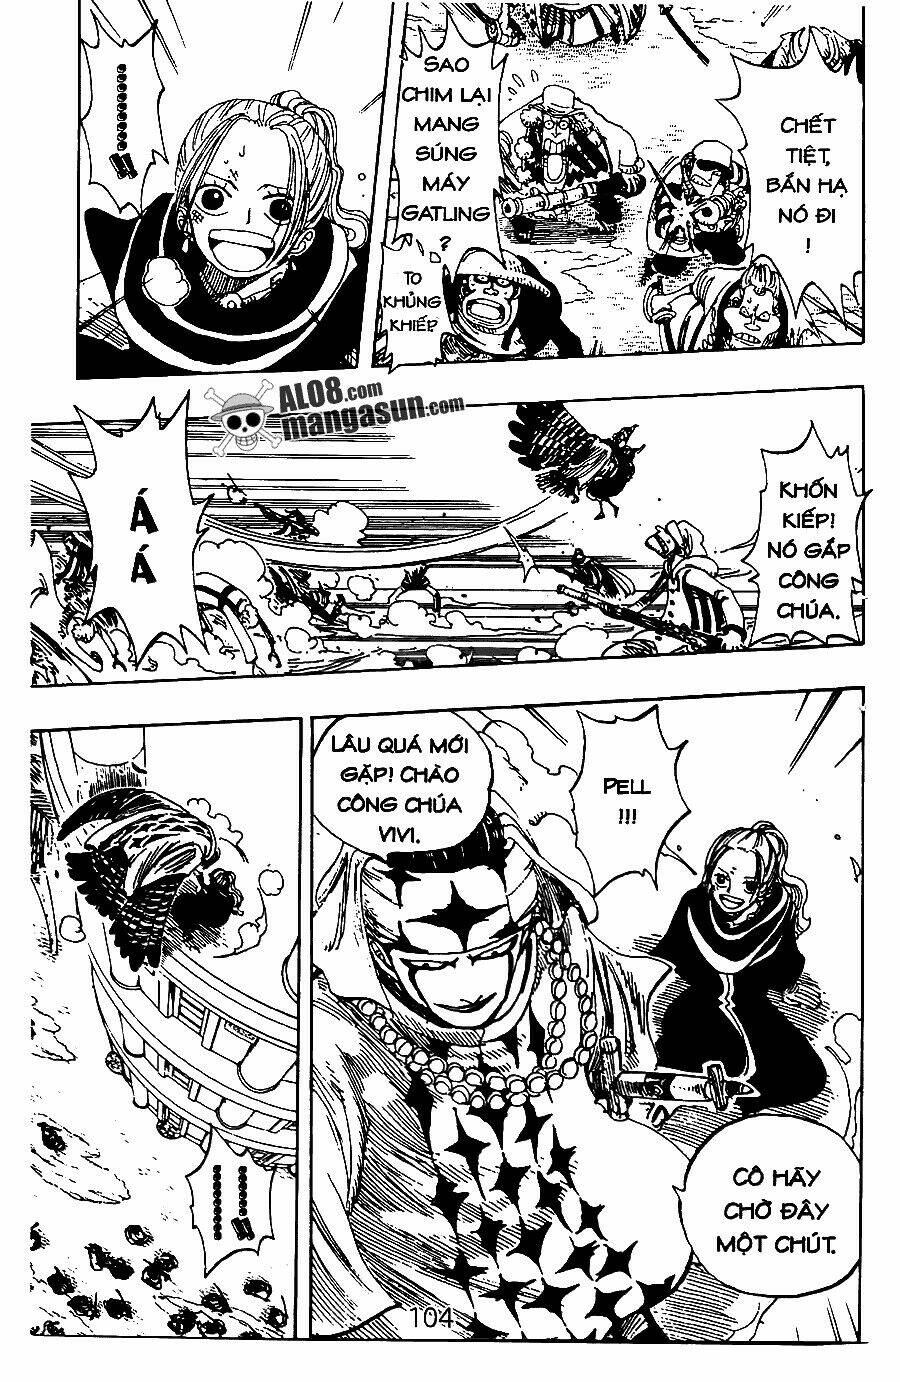 CHẾT
TIỆT,
BẮN HẠ
NÓ ĐI
!
SAO
CHIM LẠI
MANG
SÚNG
MÁY
GATLING
?
TO
KHỦNG
KHIẾP?
............!!
AL08.com
mangasun.com
KHỐN
KIẾP!
NÓ GẮP
CÔNG
CHÚA.
Á
Á
PELL
!!!
LÂU QUÁ MỚI
GẶP! CHÀO
CÔNG CHÚA
VIVI.
CÔ HÃY
CHỜ ĐÂY
MỘT CHÚT.
104